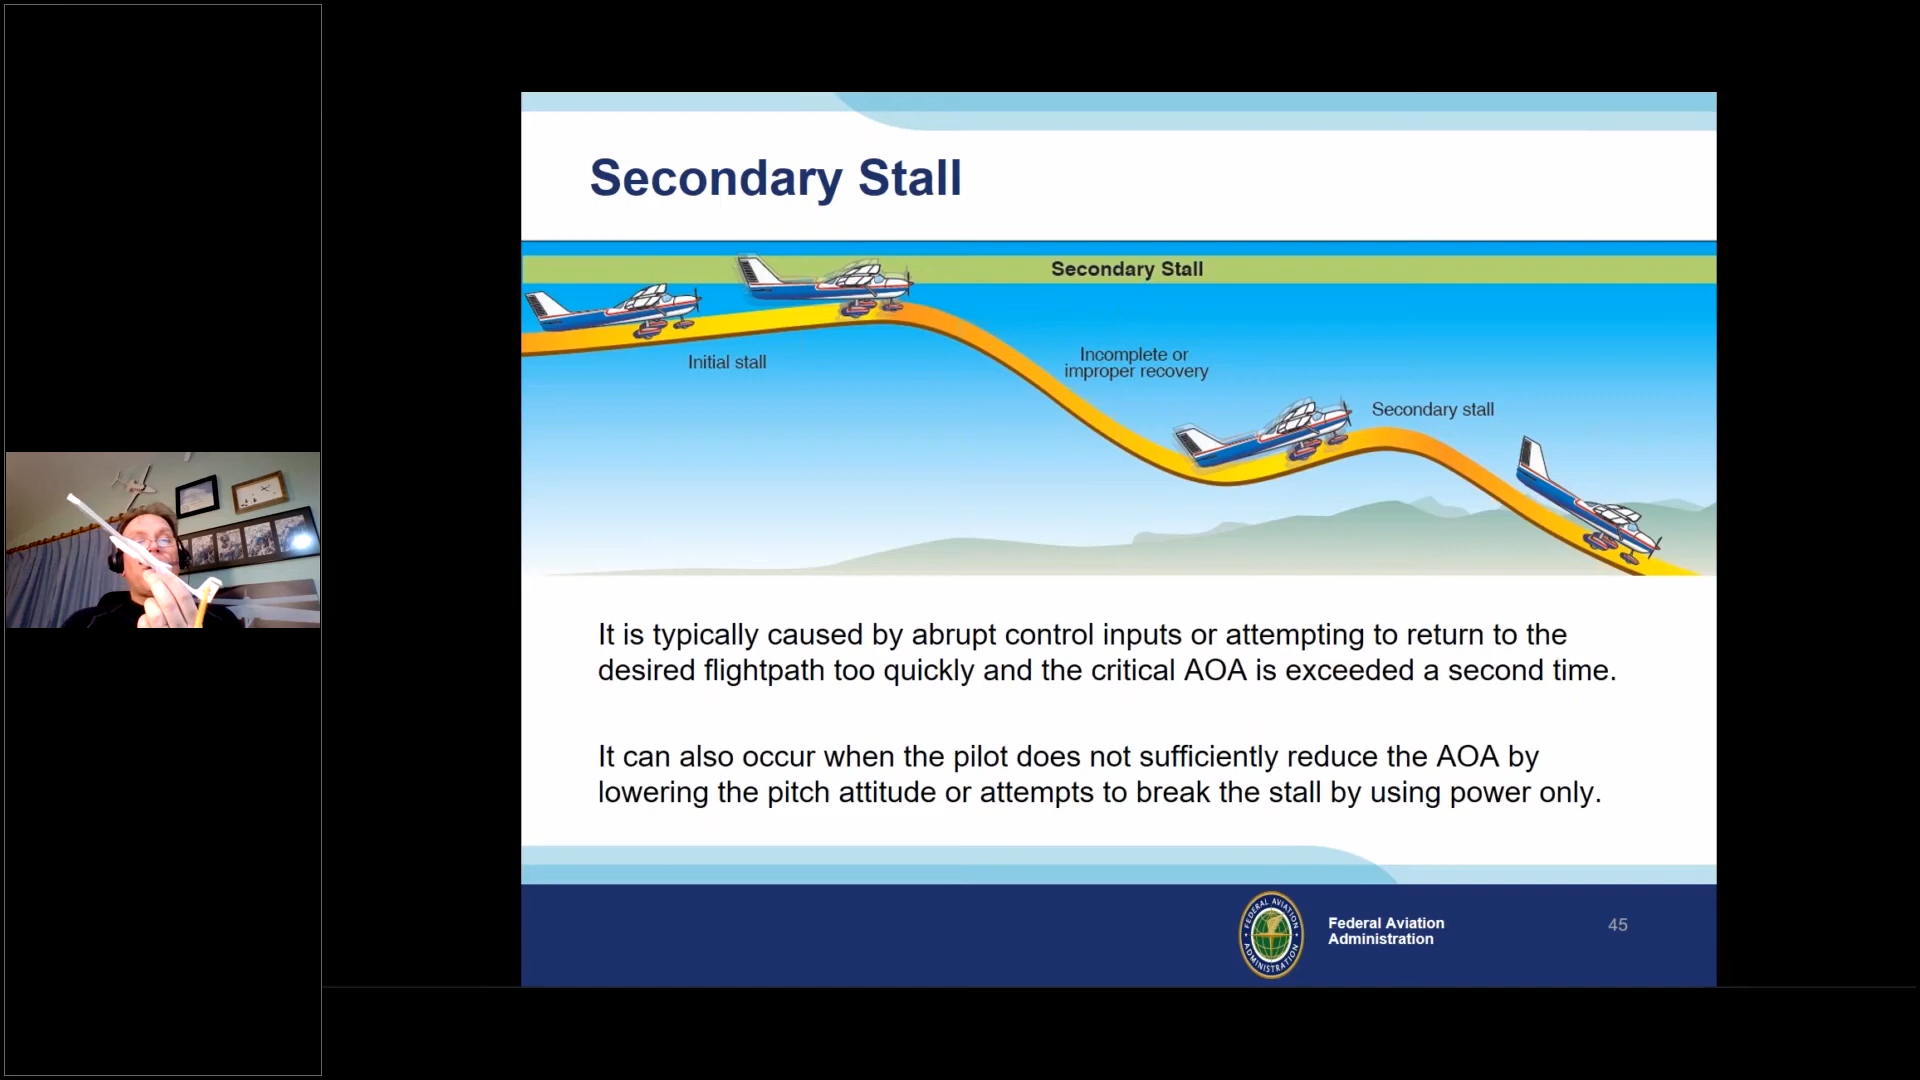 Secondary Stall
Secondary Stall
Initial stall
Incomplete or
improper recovery
Secondary stall
It is typically caused by abrupt control inputs or attempting to return to the
desired flightpath too quickly and the critical AOA is exceeded a second time.
It can also occur when the pilot does not sufficiently reduce the AOA by
lowering the pitch attitude or attempts to break the stall by using power only.
FEDERAL AVIATION
ADMINISTRATION
Federal Aviation
Administration
45